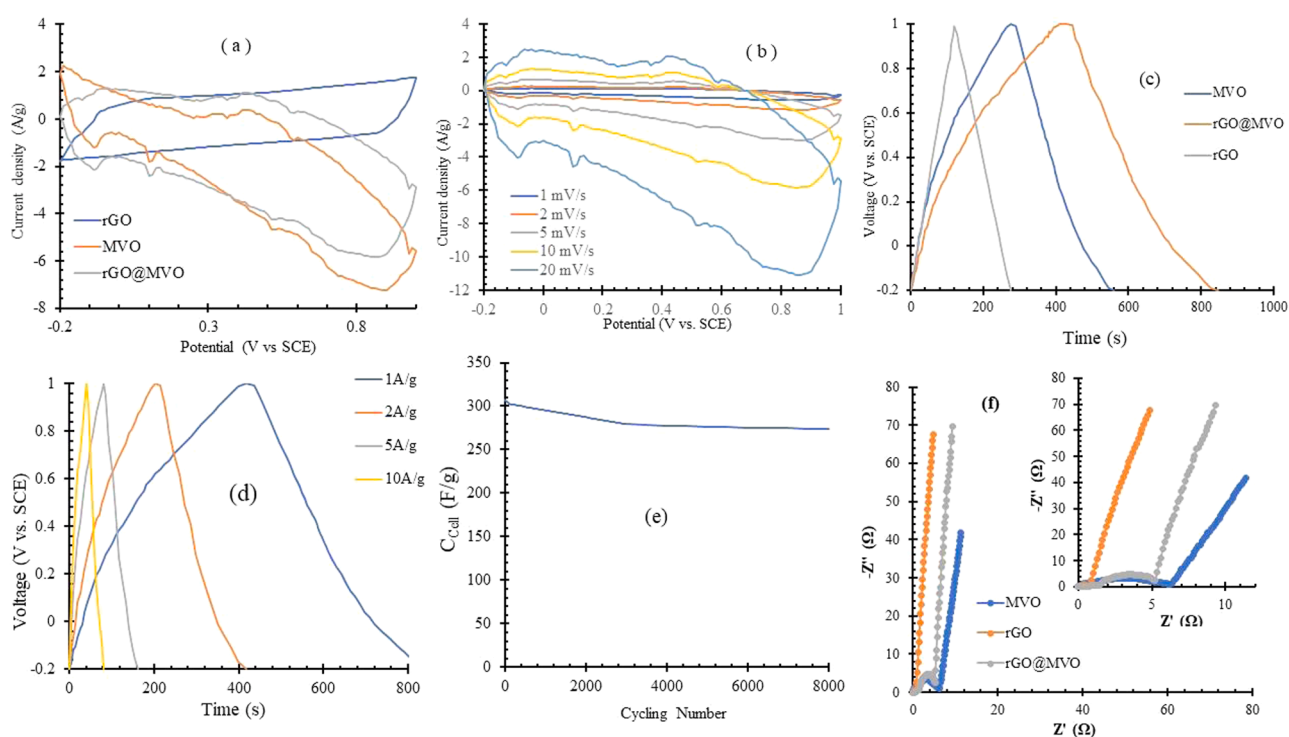 ( a )
4
2
0
-2
-4
-6
-8
Current density (A/g)
rGO
MVO
rGO@MVO
-0.2
0.3
0.8
Potential (V vs SCE)
( b )
4
2
0
-2
-4
-6
-8
-10
-12
Current density (A/g)
1 mV/s
2 mV/s
5 mV/s
10 mV/s
20 mV/s
-0.2
0
0.2
0.4
0.6
0.8
1
Potential (V vs. SCE)
(c)
1
0.8
0.6
0.4
0.2
0
-0.2
Voltage (V vs. SCE)
MVO
rGO@MVO
rGO
0
200
400
600
800
1000
Time (s)
(d)
1
0.8
0.6
0.4
0.2
0
-0.2
Voltage (V vs. SCE)
1A/g
2A/g
5A/g
10A/g
0
200
400
600
800
Time (s)
(e)
350
300
250
200
150
100
50
0
CCell (F/g)
0
2000
4000
6000
8000
Cycling Number
(f)
80
70
60
50
40
30
20
10
0
-Z'' (Ω)
0
20
40
60
80
Z' (Ω)
MVO
rGO
rGO@MVO
80
70
60
50
40
30
20
10
0
-Z'' (Ω)
0
5
10
Z' (Ω)